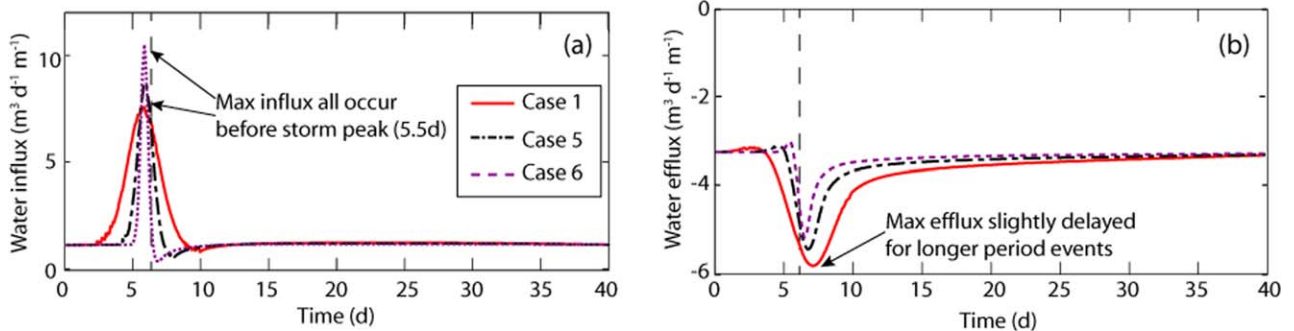 (a)
Water influx (m³ d⁻¹ m⁻¹)
10
5
0
Max influx all occur
before storm peak (5.5d)
Case 1
Case 5
Case 6
0 5 10 15 20 25 30 35 40
Time (d)
(b)
Water efflux (m³ d⁻¹ m⁻¹)
0
-2
-4
-6
Max efflux slightly delayed
for longer period events
0 5 10 15 20 25 30 35 40
Time (d)